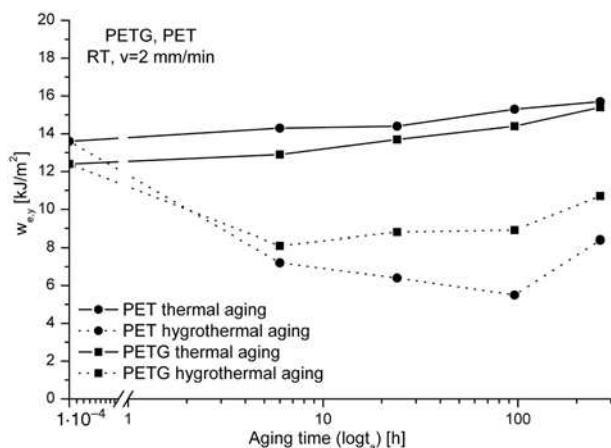 PETG, PET
RT, v=2 mm/min
w e,y [kJ/m²]
20
18
16
14
12
10
8
6
4
2
0
PET thermal aging
PET hygrothermal aging
PETG thermal aging
PETG hygrothermal aging
1·10⁻⁴ 1 10 100
Aging time (logtₐ) [h]